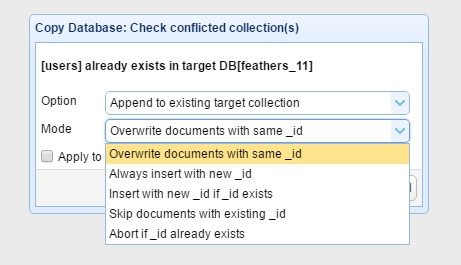 Copy Database: Check conflicted collection(s)
[users] already exists in target DB[feathers_11]
Option Append to existing target collection
Mode Overwrite documents with same _id
Apply to
Overwrite documents with same _id
Always insert with new _id
Insert with new _id if _id exists
Skip documents with existing _id
Abort if _id already exists